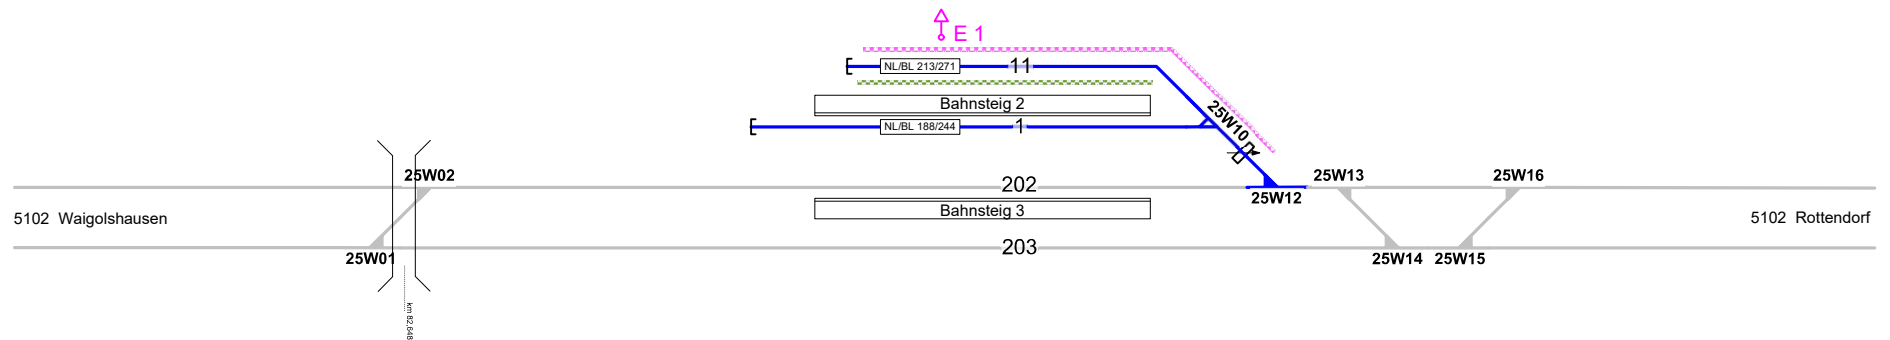 E 1
NL/BL 213/271
11
Bahnsteig 2
25W10
NL/BL 188/244
1
25W02
202
25W13
25W16
25W12
5102 Waigolshausen
Bahnsteig 3
5102 Rottendorf
25W01
203
25W14
25W15
km 82.648